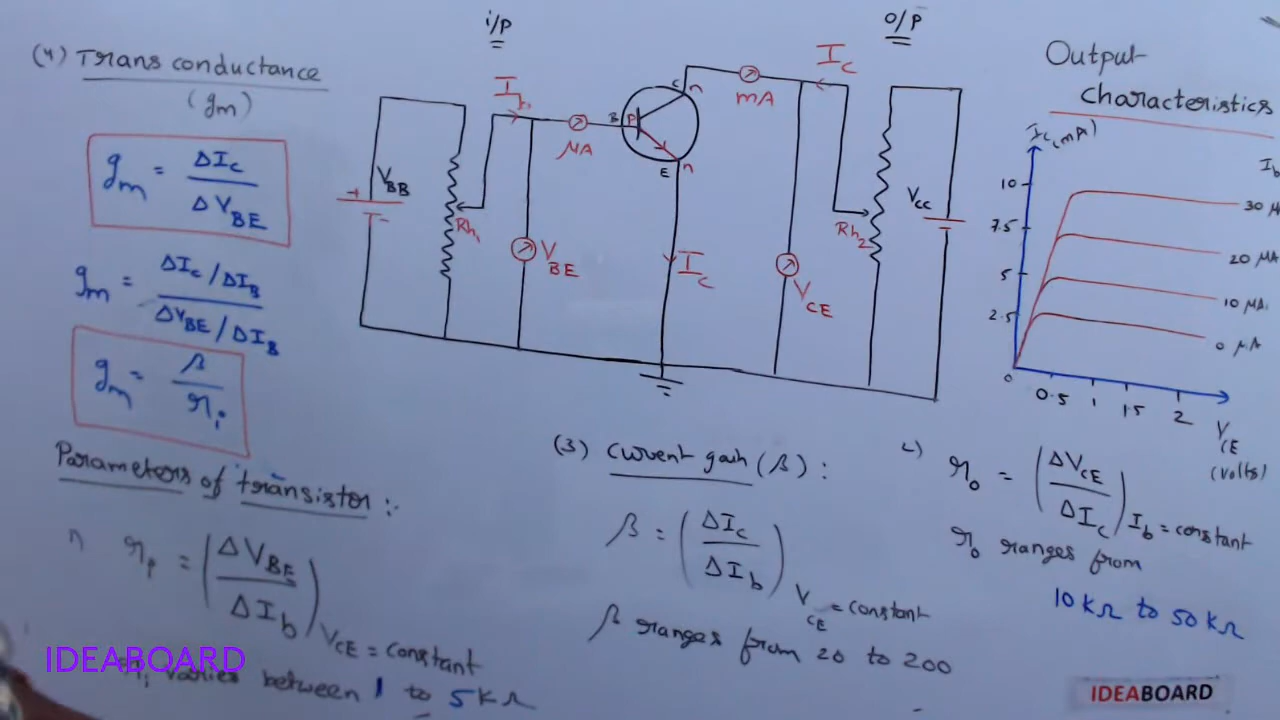 (4) Trans conductance
(gm)
gm = ΔIc / ΔVBE
gm = ΔIc/ΔIB / ΔVBE/ΔIB
gm = β / ri
Parameters of transistor :-
1) ri = (ΔVBE / ΔIb) VCE = constant
ri varies between 1 to 5KΩ
i/P
O/P
VBB
+
-
Rh1
Ib
μA
VBE
B
P
C
n
E
n
Ic
mA
Ic
VCE
Rh2
Vcc
(3) Current gain (β) :
β = (ΔIc / ΔIb) VCE = constant
β ranges from 20 to 200
Output
Characteristics
Ic(mA)
Ib
10
7.5
5
2.5
0
30 μA
20 μA
10 μA
0 μA
0.5 1 1.5 2
VCE
(volts)
ro = (ΔVCE / ΔIc) Ib = constant
ro ranges from
10KΩ to 50KΩ
IDEABOARD
IDEABOARD